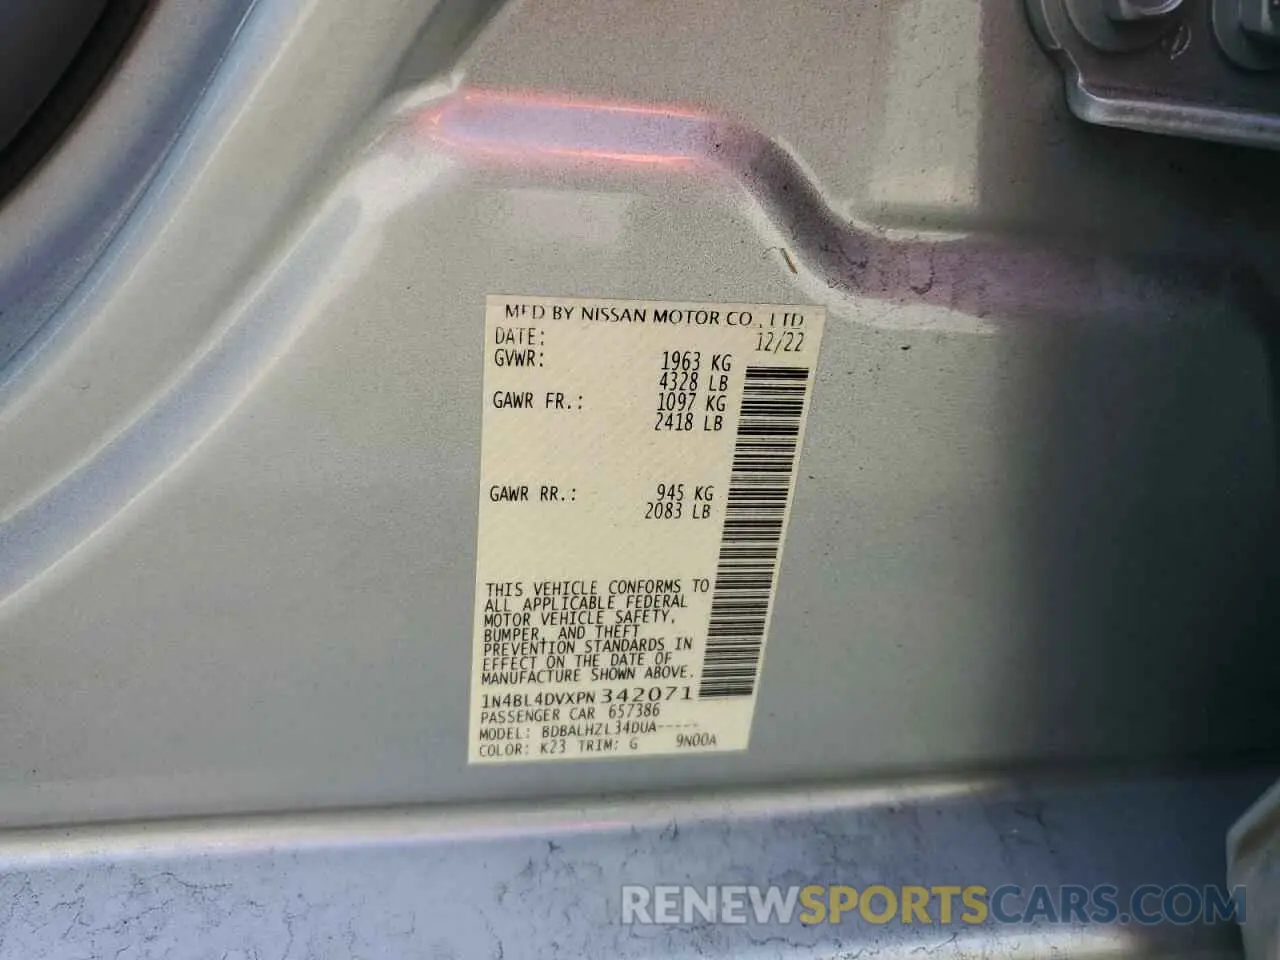 MFD BY NISSAN MOTOR CO., LTD
DATE: 12/22
GVWR: 1963 KG
4328 LB
GAWR FR.: 1097 KG
2418 LB
GAWR RR.: 945 KG
2083 LB
THIS VEHICLE CONFORMS TO
ALL APPLICABLE FEDERAL
MOTOR VEHICLE SAFETY,
BUMPER, AND THEFT
PREVENTION STANDARDS IN
EFFECT ON THE DATE OF
MANUFACTURE SHOWN ABOVE.
1N4BL4DVXPN342071
PASSENGER CAR 657386
MODEL: BDBALHZL34DUA-----
COLOR: K23 TRIM: G 9N00A
RENEWSPORTSCARS.COM